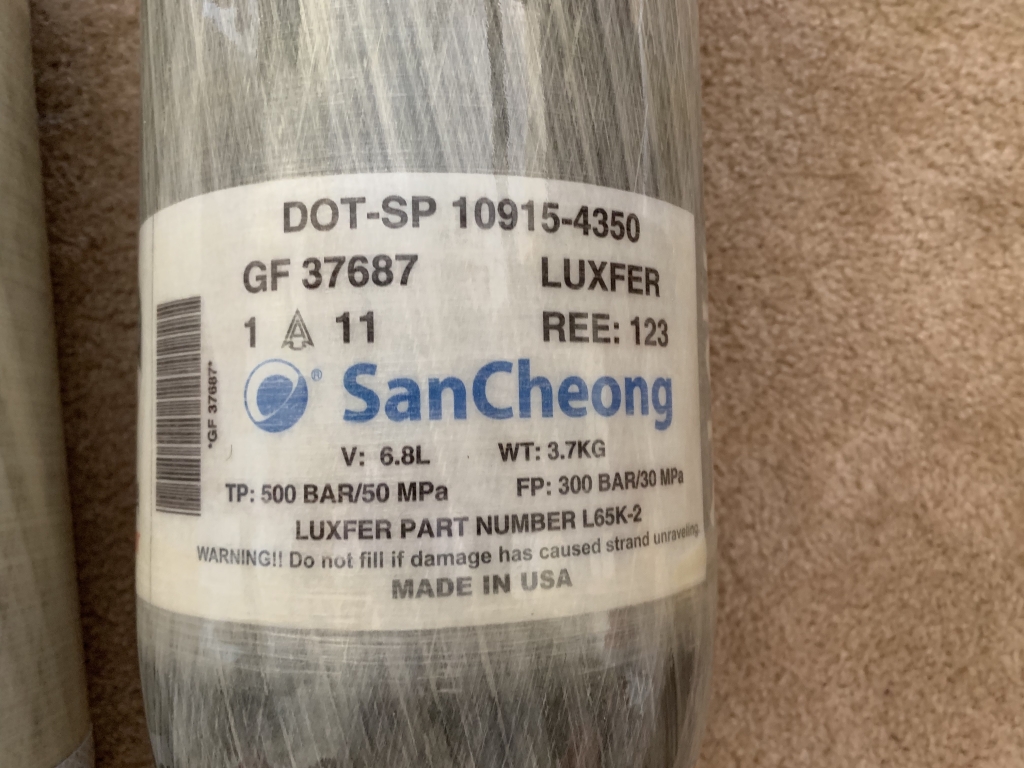 DOT-SP 10915-4350
GF 37687 LUXFER
1 A 11 REE: 123
*GF 37687*
® SanCheong
V: 6.8L WT: 3.7KG
TP: 500 BAR/50 MPa FP: 300 BAR/30 MPa
LUXFER PART NUMBER L65K-2
WARNING!! Do not fill if damage has caused strand unraveling.
MADE IN USA